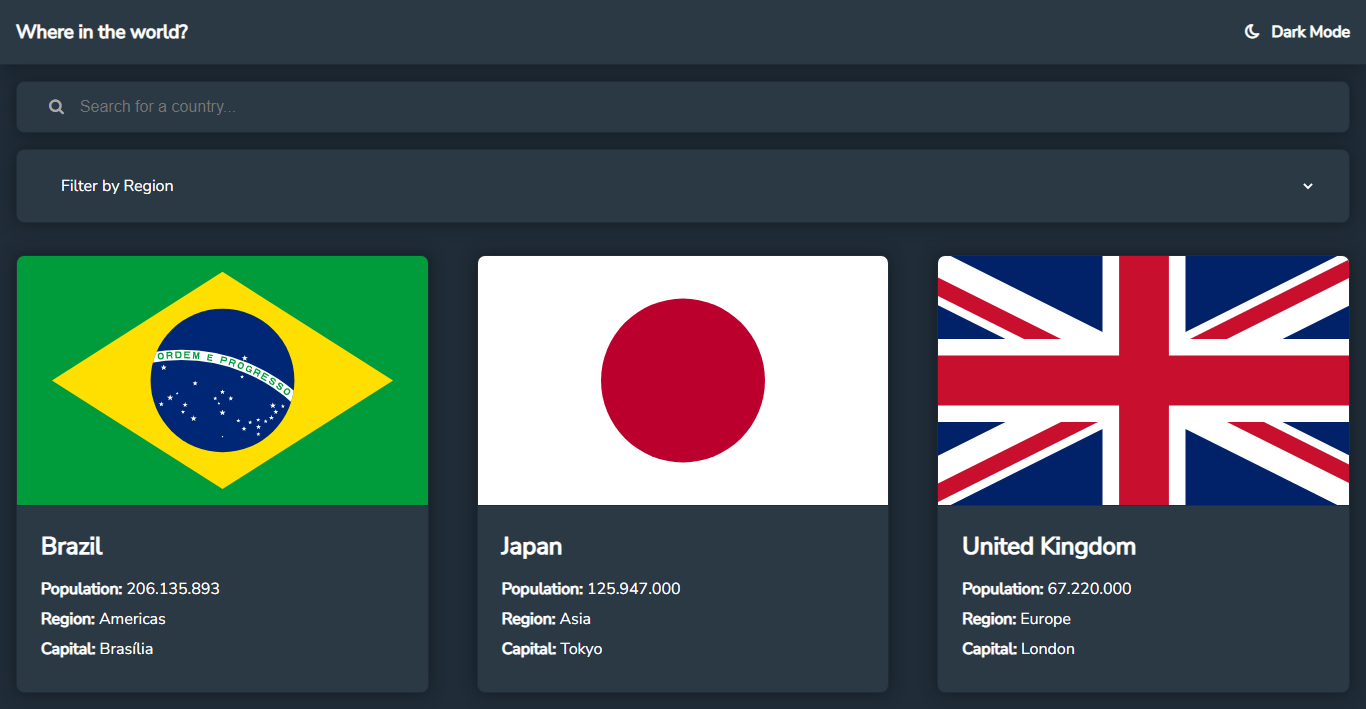 Where in the world?
Dark Mode
Search for a country...
Filter by Region
ORDEM E PROGRESSO
Brazil
Population: 206.135.893
Region: Americas
Capital: Brasília
Japan
Population: 125.947.000
Region: Asia
Capital: Tokyo
United Kingdom
Population: 67.220.000
Region: Europe
Capital: London